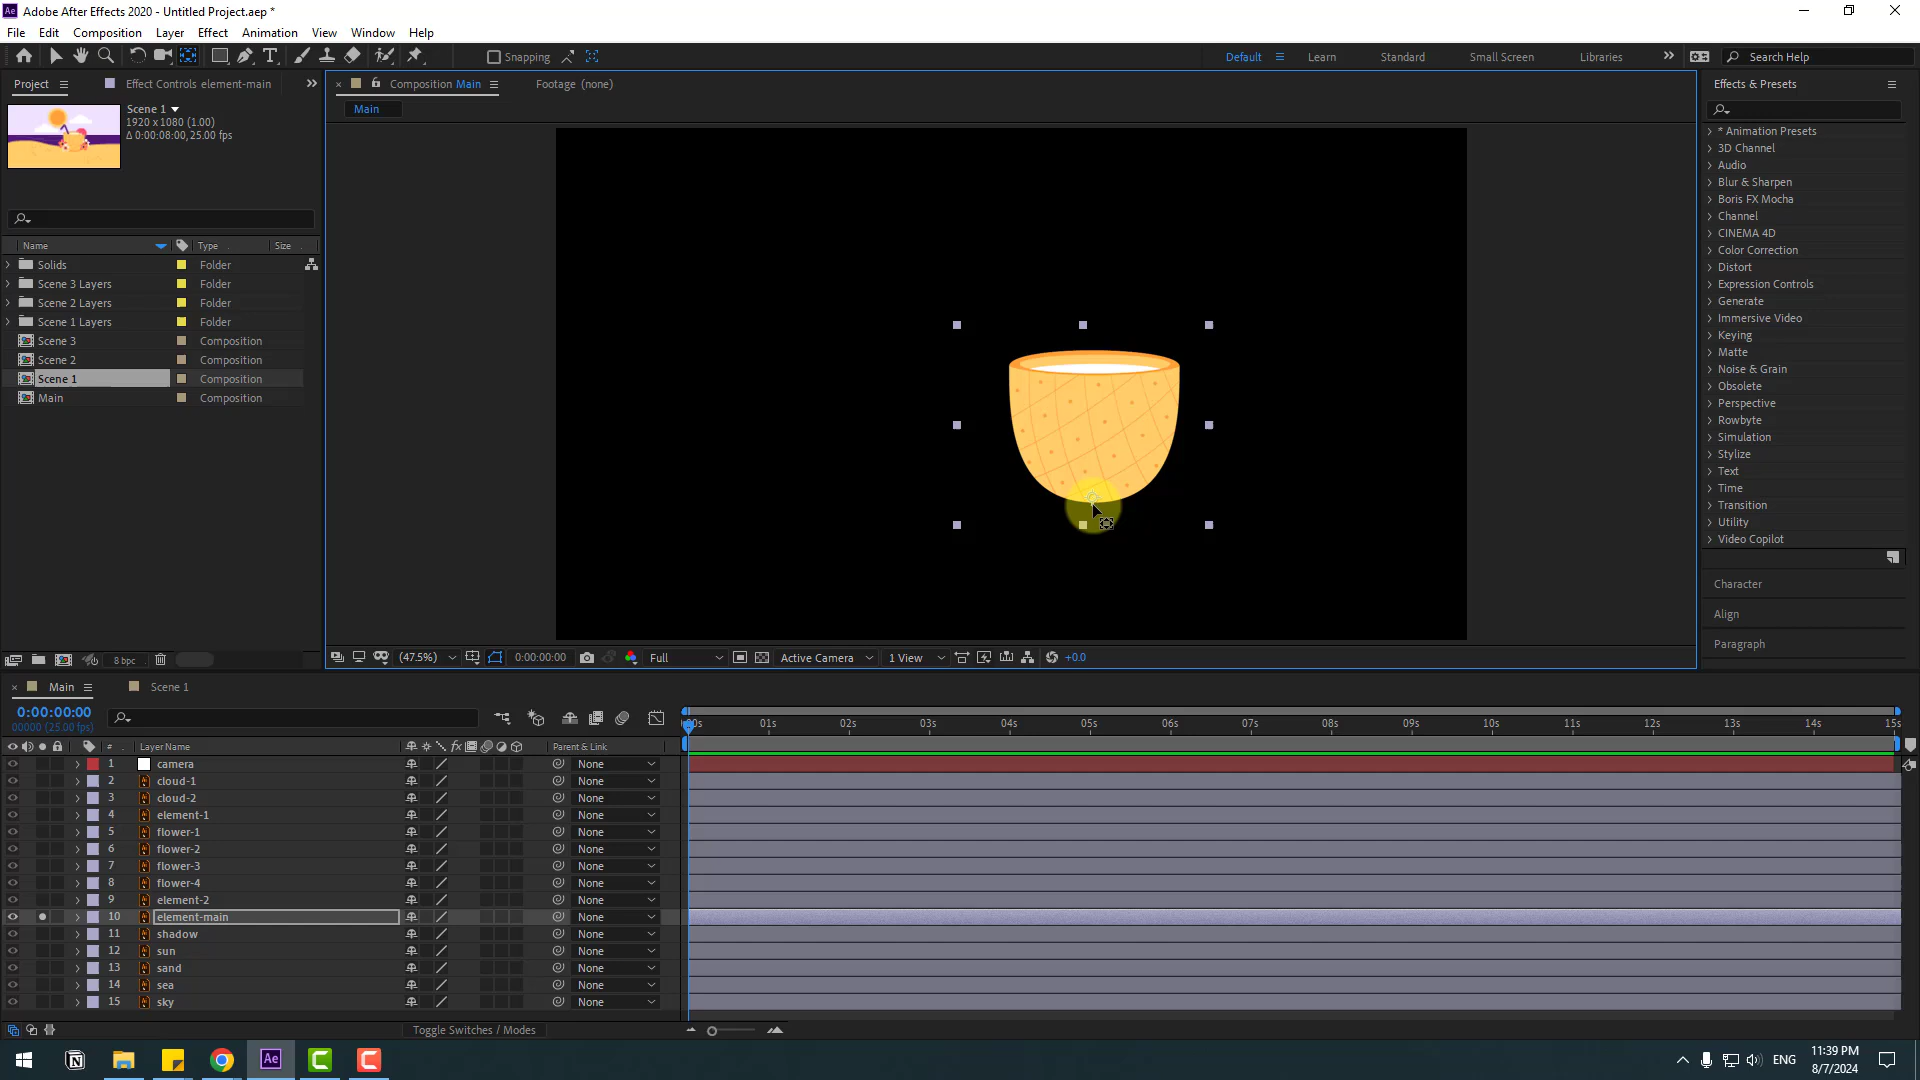 Adobe After Effects 2020 - Untitled Project.aep *
File Edit Composition Layer Effect Animation View Window Help
Snapping
Default Learn Standard Small Screen Libraries Search Help
Project Effect Controls element-main
Composition Main Footage (none)
Main
Scene 1
1920 x 1080 (1.00)
Δ 0:00:08:00, 25.00 fps
Name Type Size
Solids Folder
Scene 3 Layers Folder
Scene 2 Layers Folder
Scene 1 Layers Folder
Scene 3 Composition
Scene 2 Composition
Scene 1 Composition
Main Composition
8 bpc
(47.5%) 0:00:00:00 Full Active Camera 1 View +0.0
Effects & Presets
* Animation Presets
3D Channel
Audio
Blur & Sharpen
Boris FX Mocha
Channel
CINEMA 4D
Color Correction
Distort
Expression Controls
Generate
Immersive Video
Keying
Matte
Noise & Grain
Obsolete
Perspective
Rowbyte
Simulation
Stylize
Text
Time
Transition
Utility
Video Copilot
Character
Align
Paragraph
Main Scene 1
0:00:00:00
00000 (25.00 fps)
01s 02s 03s 04s 05s 06s 07s 08s 09s 10s 11s 12s 13s 14s 15s
# Layer Name Parent & Link
1 camera None
2 cloud-1 None
3 cloud-2 None
4 element-1 None
5 flower-1 None
6 flower-2 None
7 flower-3 None
8 flower-4 None
9 element-2 None
10 element-main None
11 shadow None
12 sun None
13 sand None
14 sea None
15 sky None
Toggle Switches / Modes
ENG
11:39 PM
8/7/2024